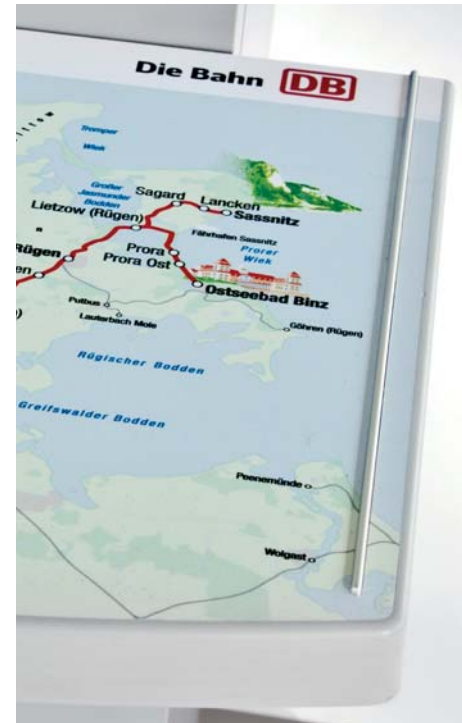 Die Bahn DB
Tromper
Wiek
Großer
Jasmunder
Bodden
Sagard
Lancken
Sassnitz
Lietzow (Rügen)
Fährhafen Sassnitz
Prorer
Wiek
Prora
Prora Ost
Rügen
en
Ostseebad Binz
Putbus
Lauterbach Mole
Göhren (Rügen)
)
Rügischer Bodden
Greifswalder Bodden
Peenemünde
Wolgast